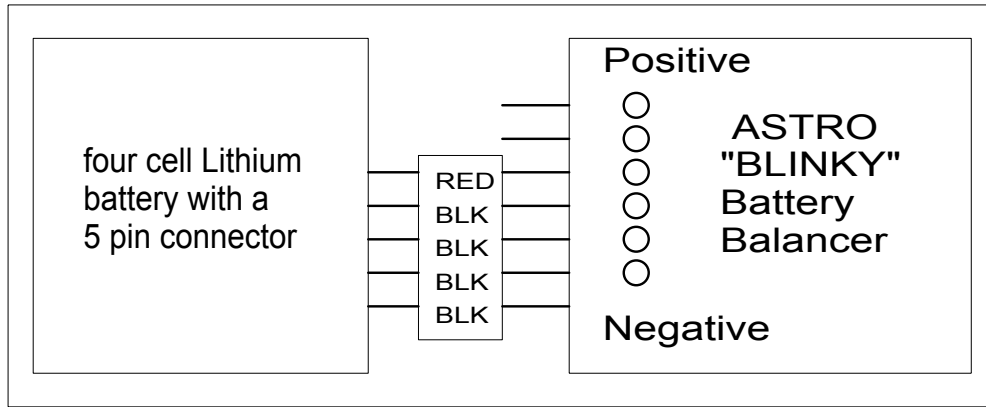 four cell Lithium
battery with a
5 pin connector
RED
BLK
BLK
BLK
BLK
Positive
ASTRO
"BLINKY"
Battery
Balancer
Negative